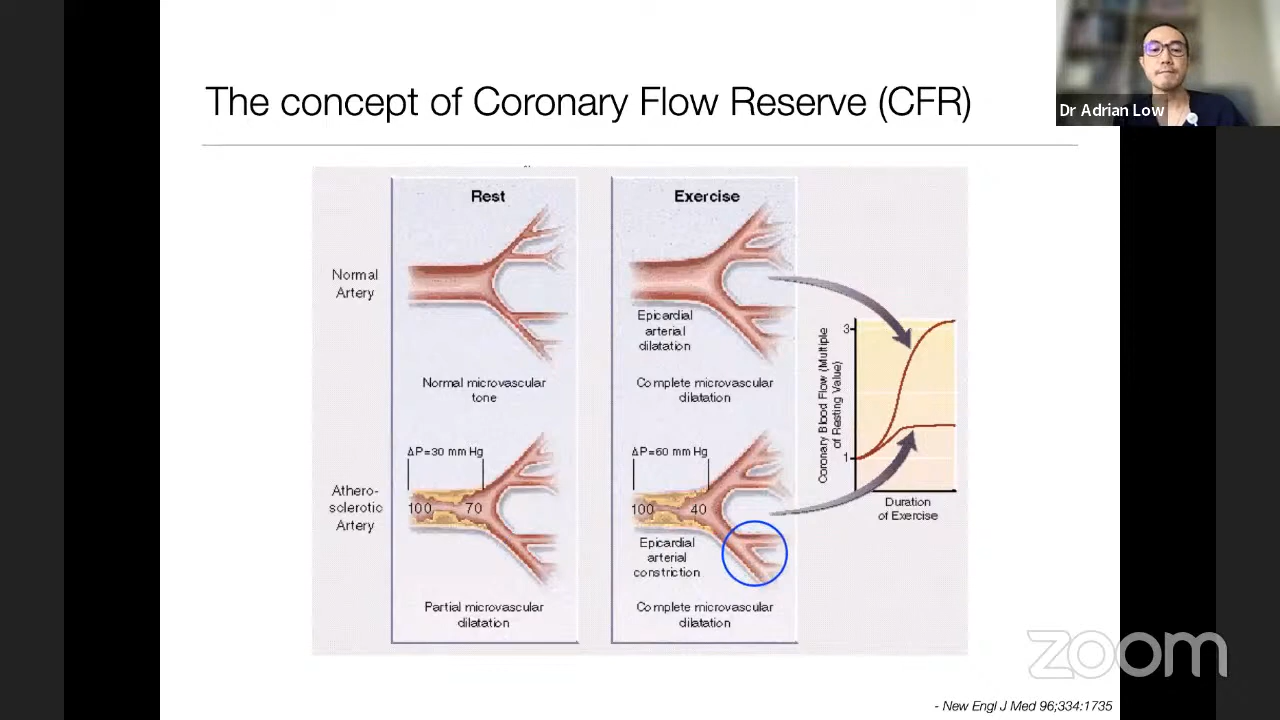 The concept of Coronary Flow Reserve (CFR)
Dr Adrian Low
Rest
Exercise
Normal
Artery
Epicardial
arterial
dilatation
Normal microvascular
tone
Complete microvascular
dilatation
3
1
Coronary Blood Flow (Multiple
of Resting Value)
Duration
of Exercise
Athero-
sclerotic
Artery
ΔP=30 mm Hg
100
70
Partial microvascular
dilatation
ΔP=60 mm Hg
100
40
Epicardial
arterial
constriction
Complete microvascular
dilatation
zoom
- New Engl J Med 96;334:1735